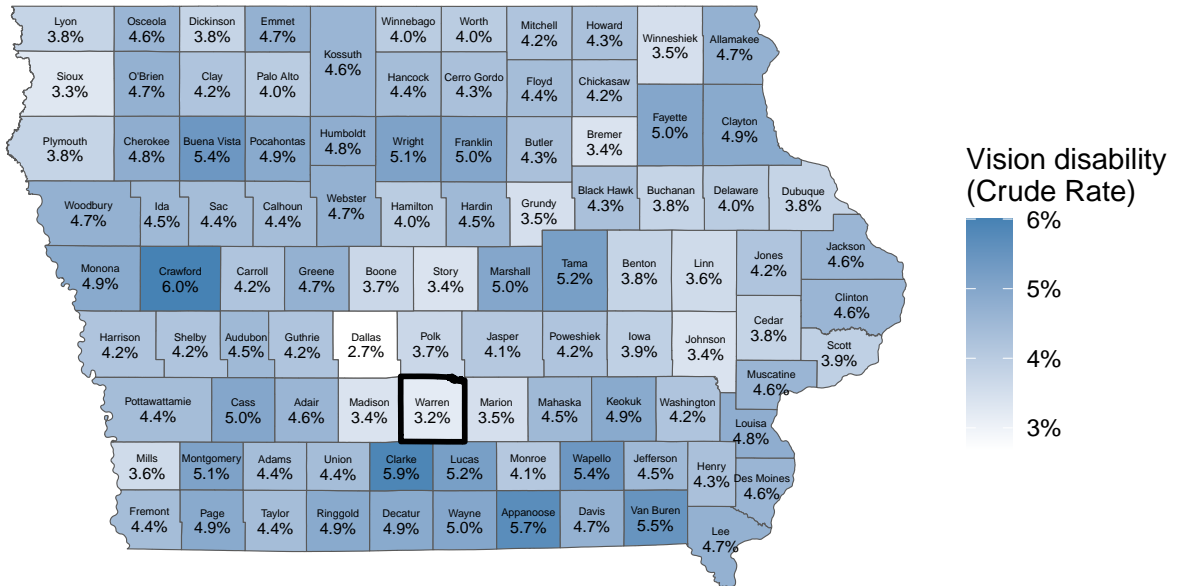 Lyon
3.8%
Osceola
4.6%
Dickinson
3.8%
Emmet
4.7%
Kossuth
4.6%
Winnebago
4.0%
Worth
4.0%
Mitchell
4.2%
Howard
4.3%
Winneshiek
3.5%
Allamakee
4.7%
Sioux
3.3%
O'Brien
4.7%
Clay
4.2%
Palo Alto
4.0%
Hancock
4.4%
Cerro Gordo
4.3%
Floyd
4.4%
Chickasaw
4.2%
Fayette
5.0%
Clayton
4.9%
Plymouth
3.8%
Cherokee
4.8%
Buena Vista
5.4%
Pocahontas
4.9%
Humboldt
4.8%
Wright
5.1%
Franklin
5.0%
Butler
4.3%
Bremer
3.4%
Woodbury
4.7%
Ida
4.5%
Sac
4.4%
Calhoun
4.4%
Webster
4.7%
Hamilton
4.0%
Hardin
4.5%
Grundy
3.5%
Black Hawk
4.3%
Buchanan
3.8%
Delaware
4.0%
Dubuque
3.8%
Monona
4.9%
Crawford
6.0%
Carroll
4.2%
Greene
4.7%
Boone
3.7%
Story
3.4%
Marshall
5.0%
Tama
5.2%
Benton
3.8%
Linn
3.6%
Jones
4.2%
Jackson
4.6%
Clinton
4.6%
Harrison
4.2%
Shelby
4.2%
Audubon
4.5%
Guthrie
4.2%
Dallas
2.7%
Polk
3.7%
Jasper
4.1%
Poweshiek
4.2%
Iowa
3.9%
Johnson
3.4%
Cedar
3.8%
Scott
3.9%
Muscatine
4.6%
Pottawattamie
4.4%
Cass
5.0%
Adair
4.6%
Madison
3.4%
Warren
3.2%
Marion
3.5%
Mahaska
4.5%
Keokuk
4.9%
Washington
4.2%
Louisa
4.8%
Mills
3.6%
Montgomery
5.1%
Adams
4.4%
Union
4.4%
Clarke
5.9%
Lucas
5.2%
Monroe
4.1%
Wapello
5.4%
Jefferson
4.5%
Henry
4.3%
Des Moines
4.6%
Fremont
4.4%
Page
4.9%
Taylor
4.4%
Ringgold
4.9%
Decatur
4.9%
Wayne
5.0%
Appanoose
5.7%
Davis
4.7%
Van Buren
5.5%
Lee
4.7%
Vision disability
(Crude Rate)
6%
5%
4%
3%